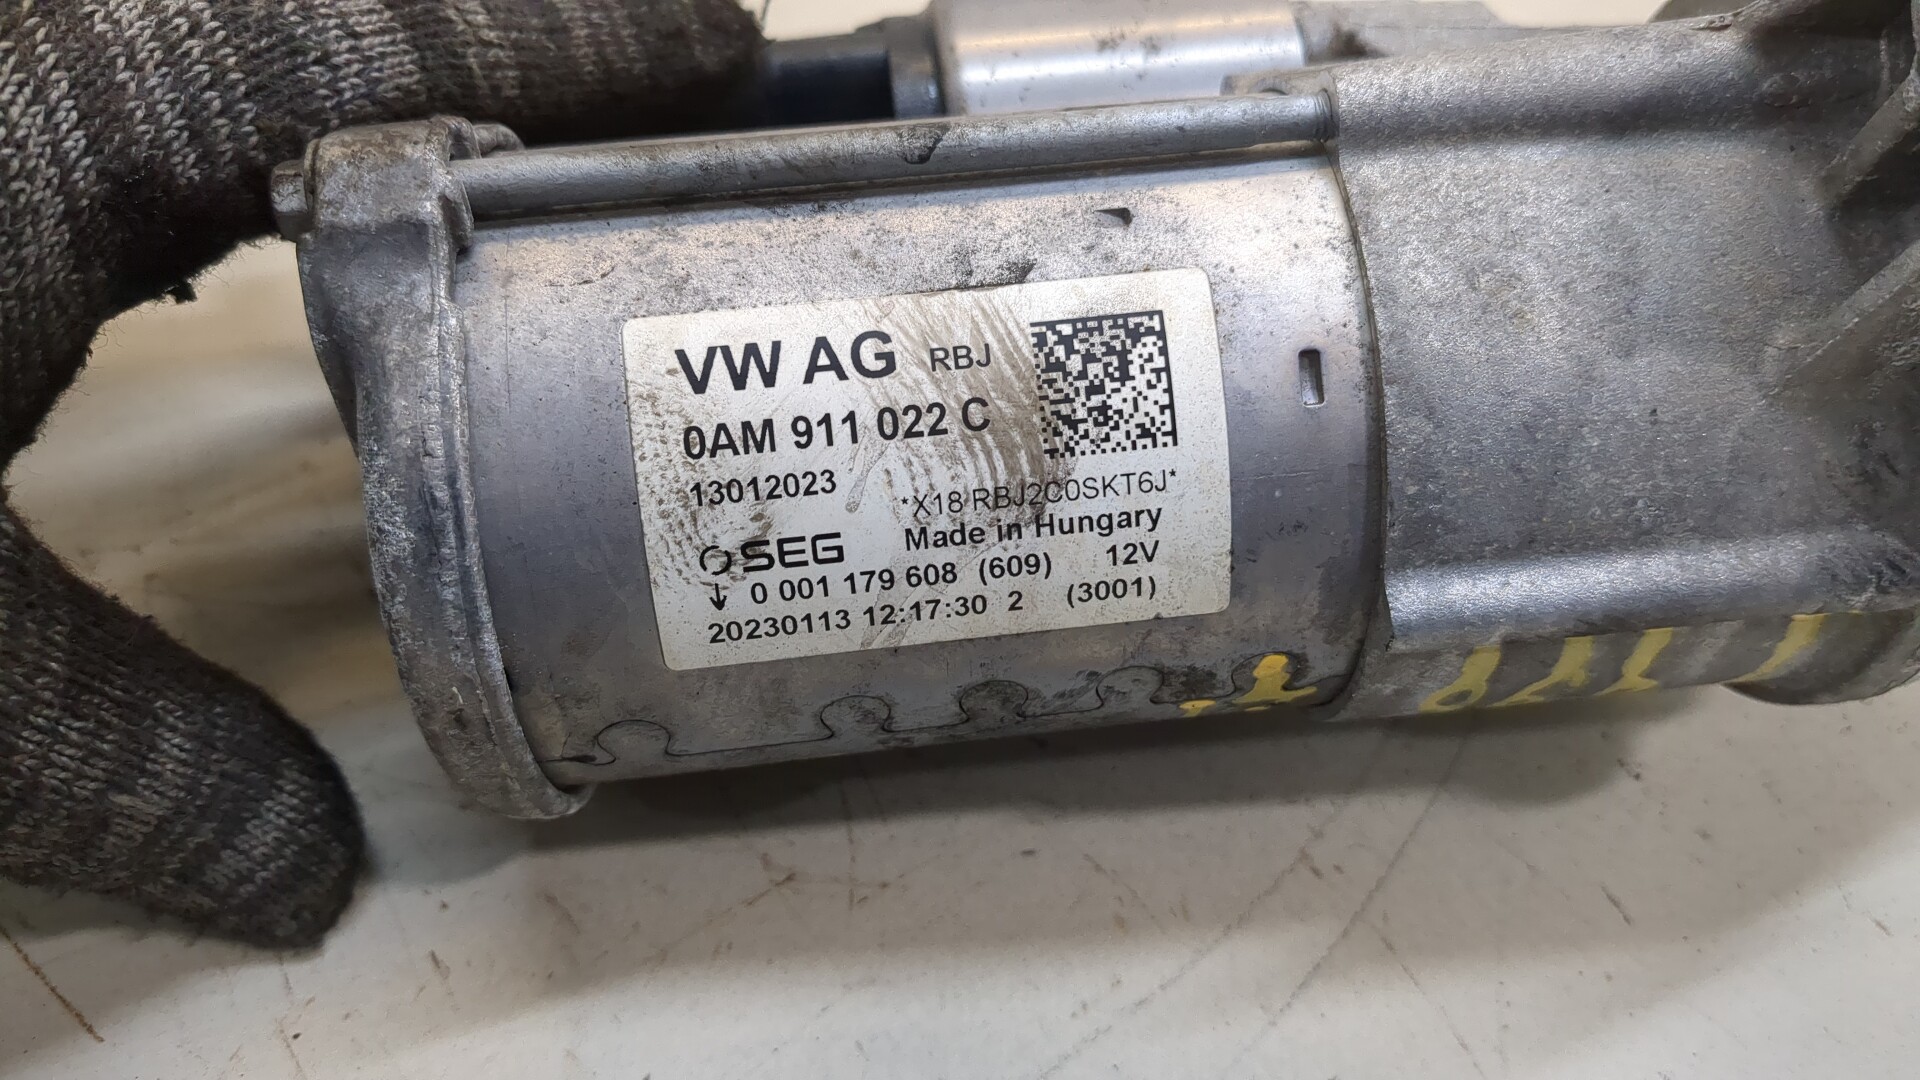 VW AG RBJ
0AM 911 022 C
13012023
*X18 RBJ2C0SKT6J*
SEG Made in Hungary
↓ 0 001 179 608 (609) 12V
20230113 12:17:30 2 (3001)